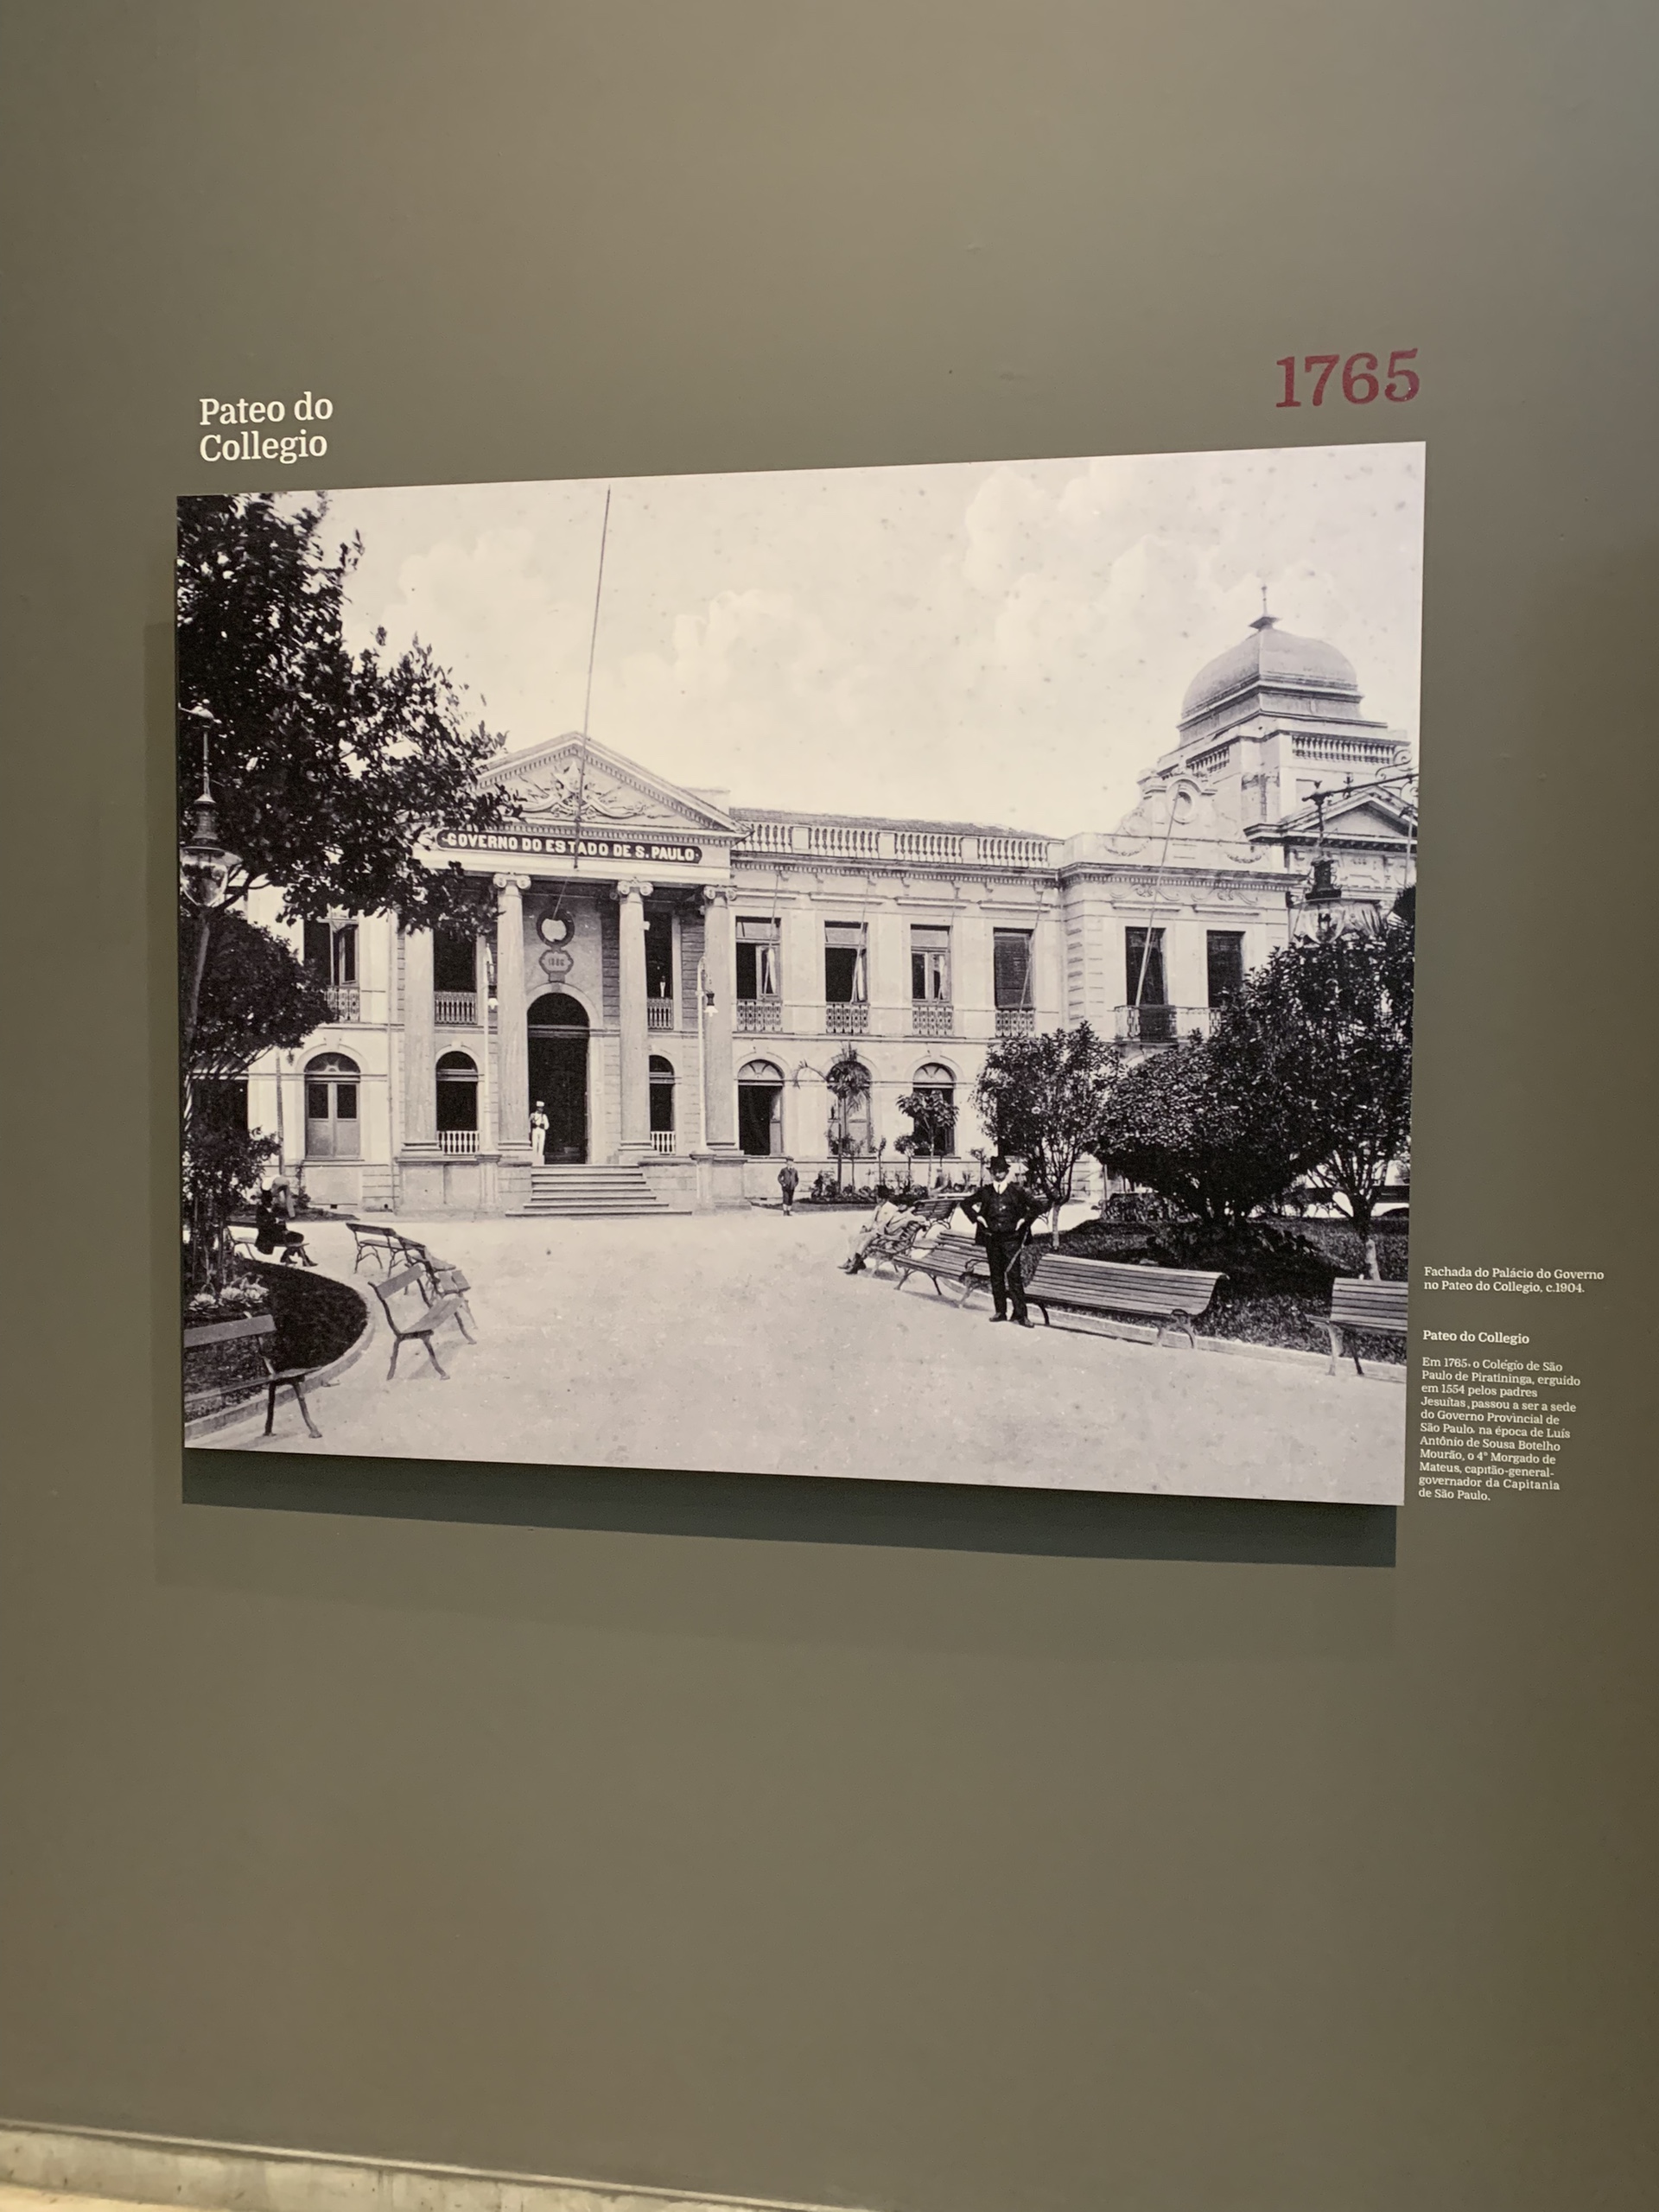 Pateo do
Collegio
1765
GOVERNO DO ESTADO DE S. PAULO
Fachada do Palácio do Governo
no Pateo do Collegio, c.1904.
Pateo do Collegio
Em 1765, o Colégio de São
Paulo de Piratininga, erguido
em 1554 pelos padres
Jesuítas, passou a ser a sede
do Governo Provincial de
São Paulo, na época de Luís
Antônio de Sousa Botelho
Mourão, o 4º Morgado de
Mateus, capitão-general-
governador da Capitania
de São Paulo.